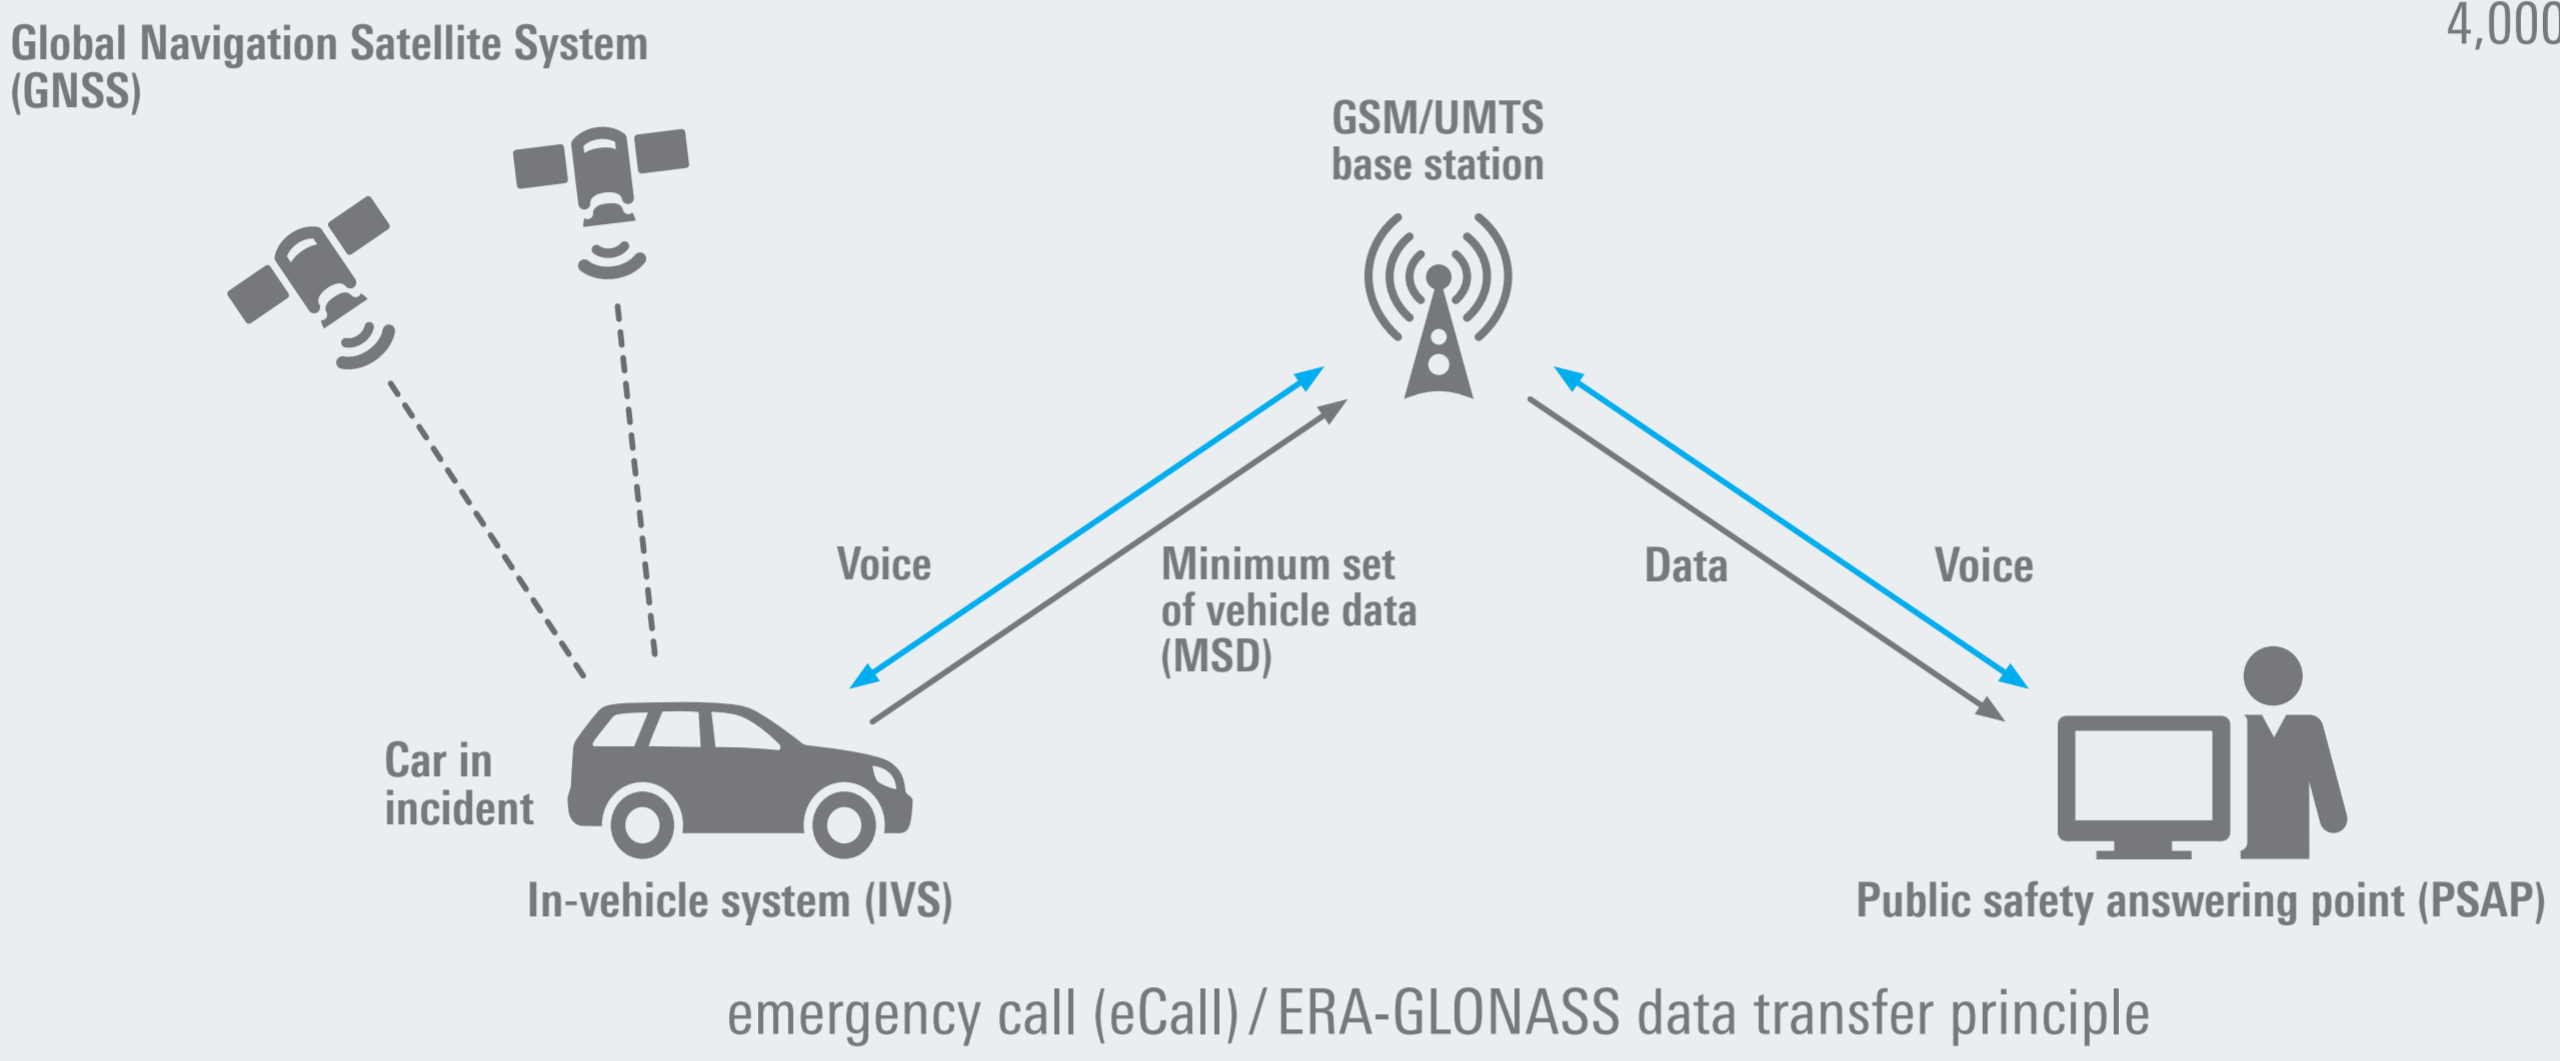 Global Navigation Satellite System
(GNSS)
4,000
GSM/UMTS
base station
Voice
Minimum set
of vehicle data
(MSD)
Data
Voice
Car in
incident
In-vehicle system (IVS)
Public safety answering point (PSAP)
emergency call (eCall) / ERA-GLONASS data transfer principle